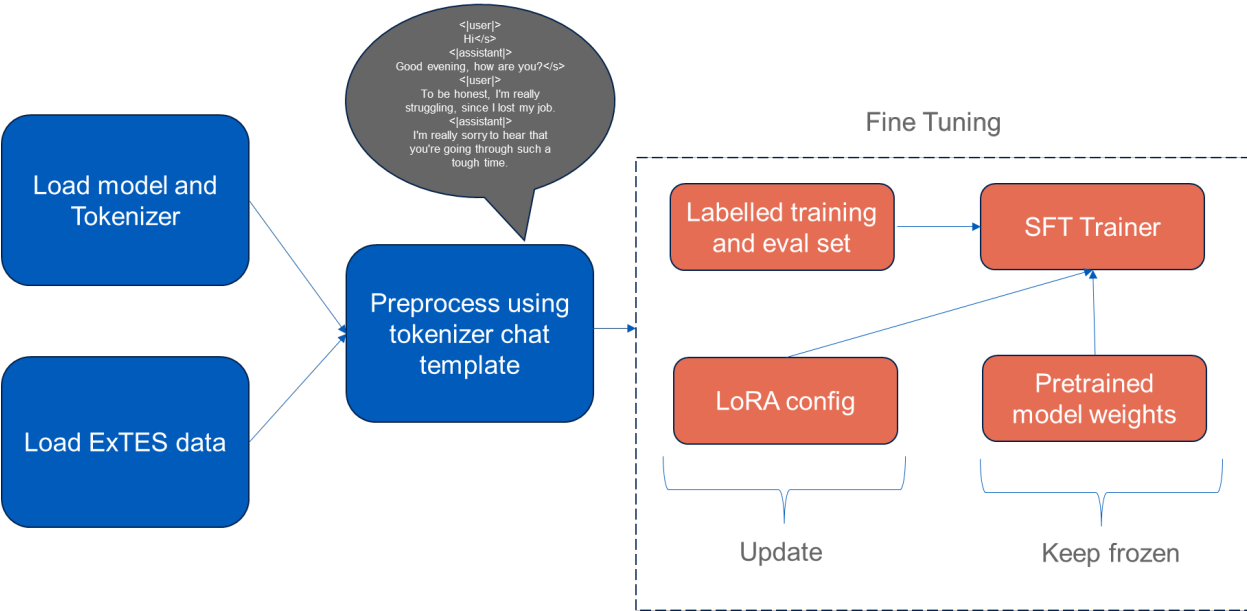 <|user|>
Hi</s>
<|assistant|>
Good evening, how are you?</s>
<|user|>
To be honest, I'm really
struggling, since I lost my job.
<|assistant|>
I'm really sorry to hear that
you're going through such a
tough time.
Load model and
Tokenizer
Load ExTES data
Preprocess using
tokenizer chat
template
Fine Tuning
Labelled training
and eval set
SFT Trainer
LoRA config
Pretrained
model weights
Update
Keep frozen